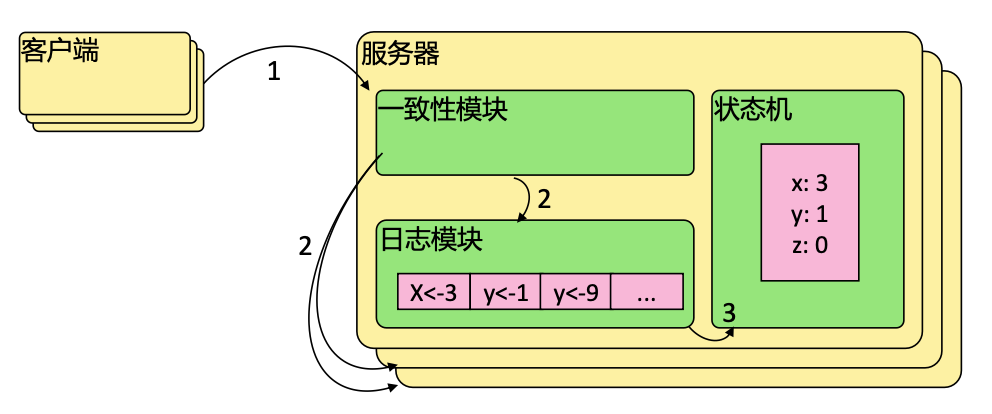 客户端
1
服务器
一致性模块
状态机
x: 3
y: 1
z: 0
2
2
日志模块
X<-3 y<-1 y<-9 ...
3